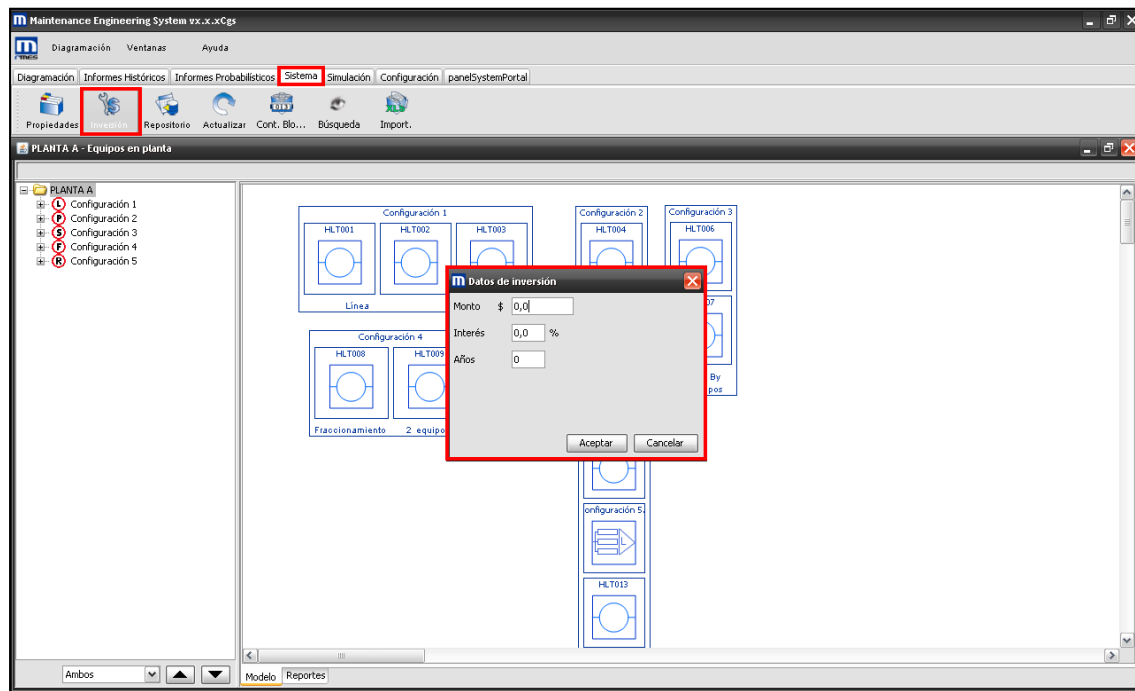 Maintenance Engineering System vx.x.xCgs
Diagramación Ventanas Ayuda
Diagramación Informes Históricos Informes Probabilísticos Sistema Simulación Configuración panelSystemPortal
Propiedades Inversión Repositorio Actualizar Cont. Blo... Búsqueda Import.
PLANTA A - Equipos en planta
PLANTA A
L Configuración 1
P Configuración 2
S Configuración 3
F Configuración 4
R Configuración 5
Configuración 1
HLT001 HLT002 HLT003
Línea
Configuración 2
HLT004
Configuración 3
HLT006
07
By
pos
Configuración 4
HLT008 HLT009
Fraccionamiento 2 equipo
Datos de inversión
Monto $ 0,0
Interés 0,0 %
Años 0
Aceptar Cancelar
onfiguración 5.
L
HLT013
Ambos
Modelo Reportes